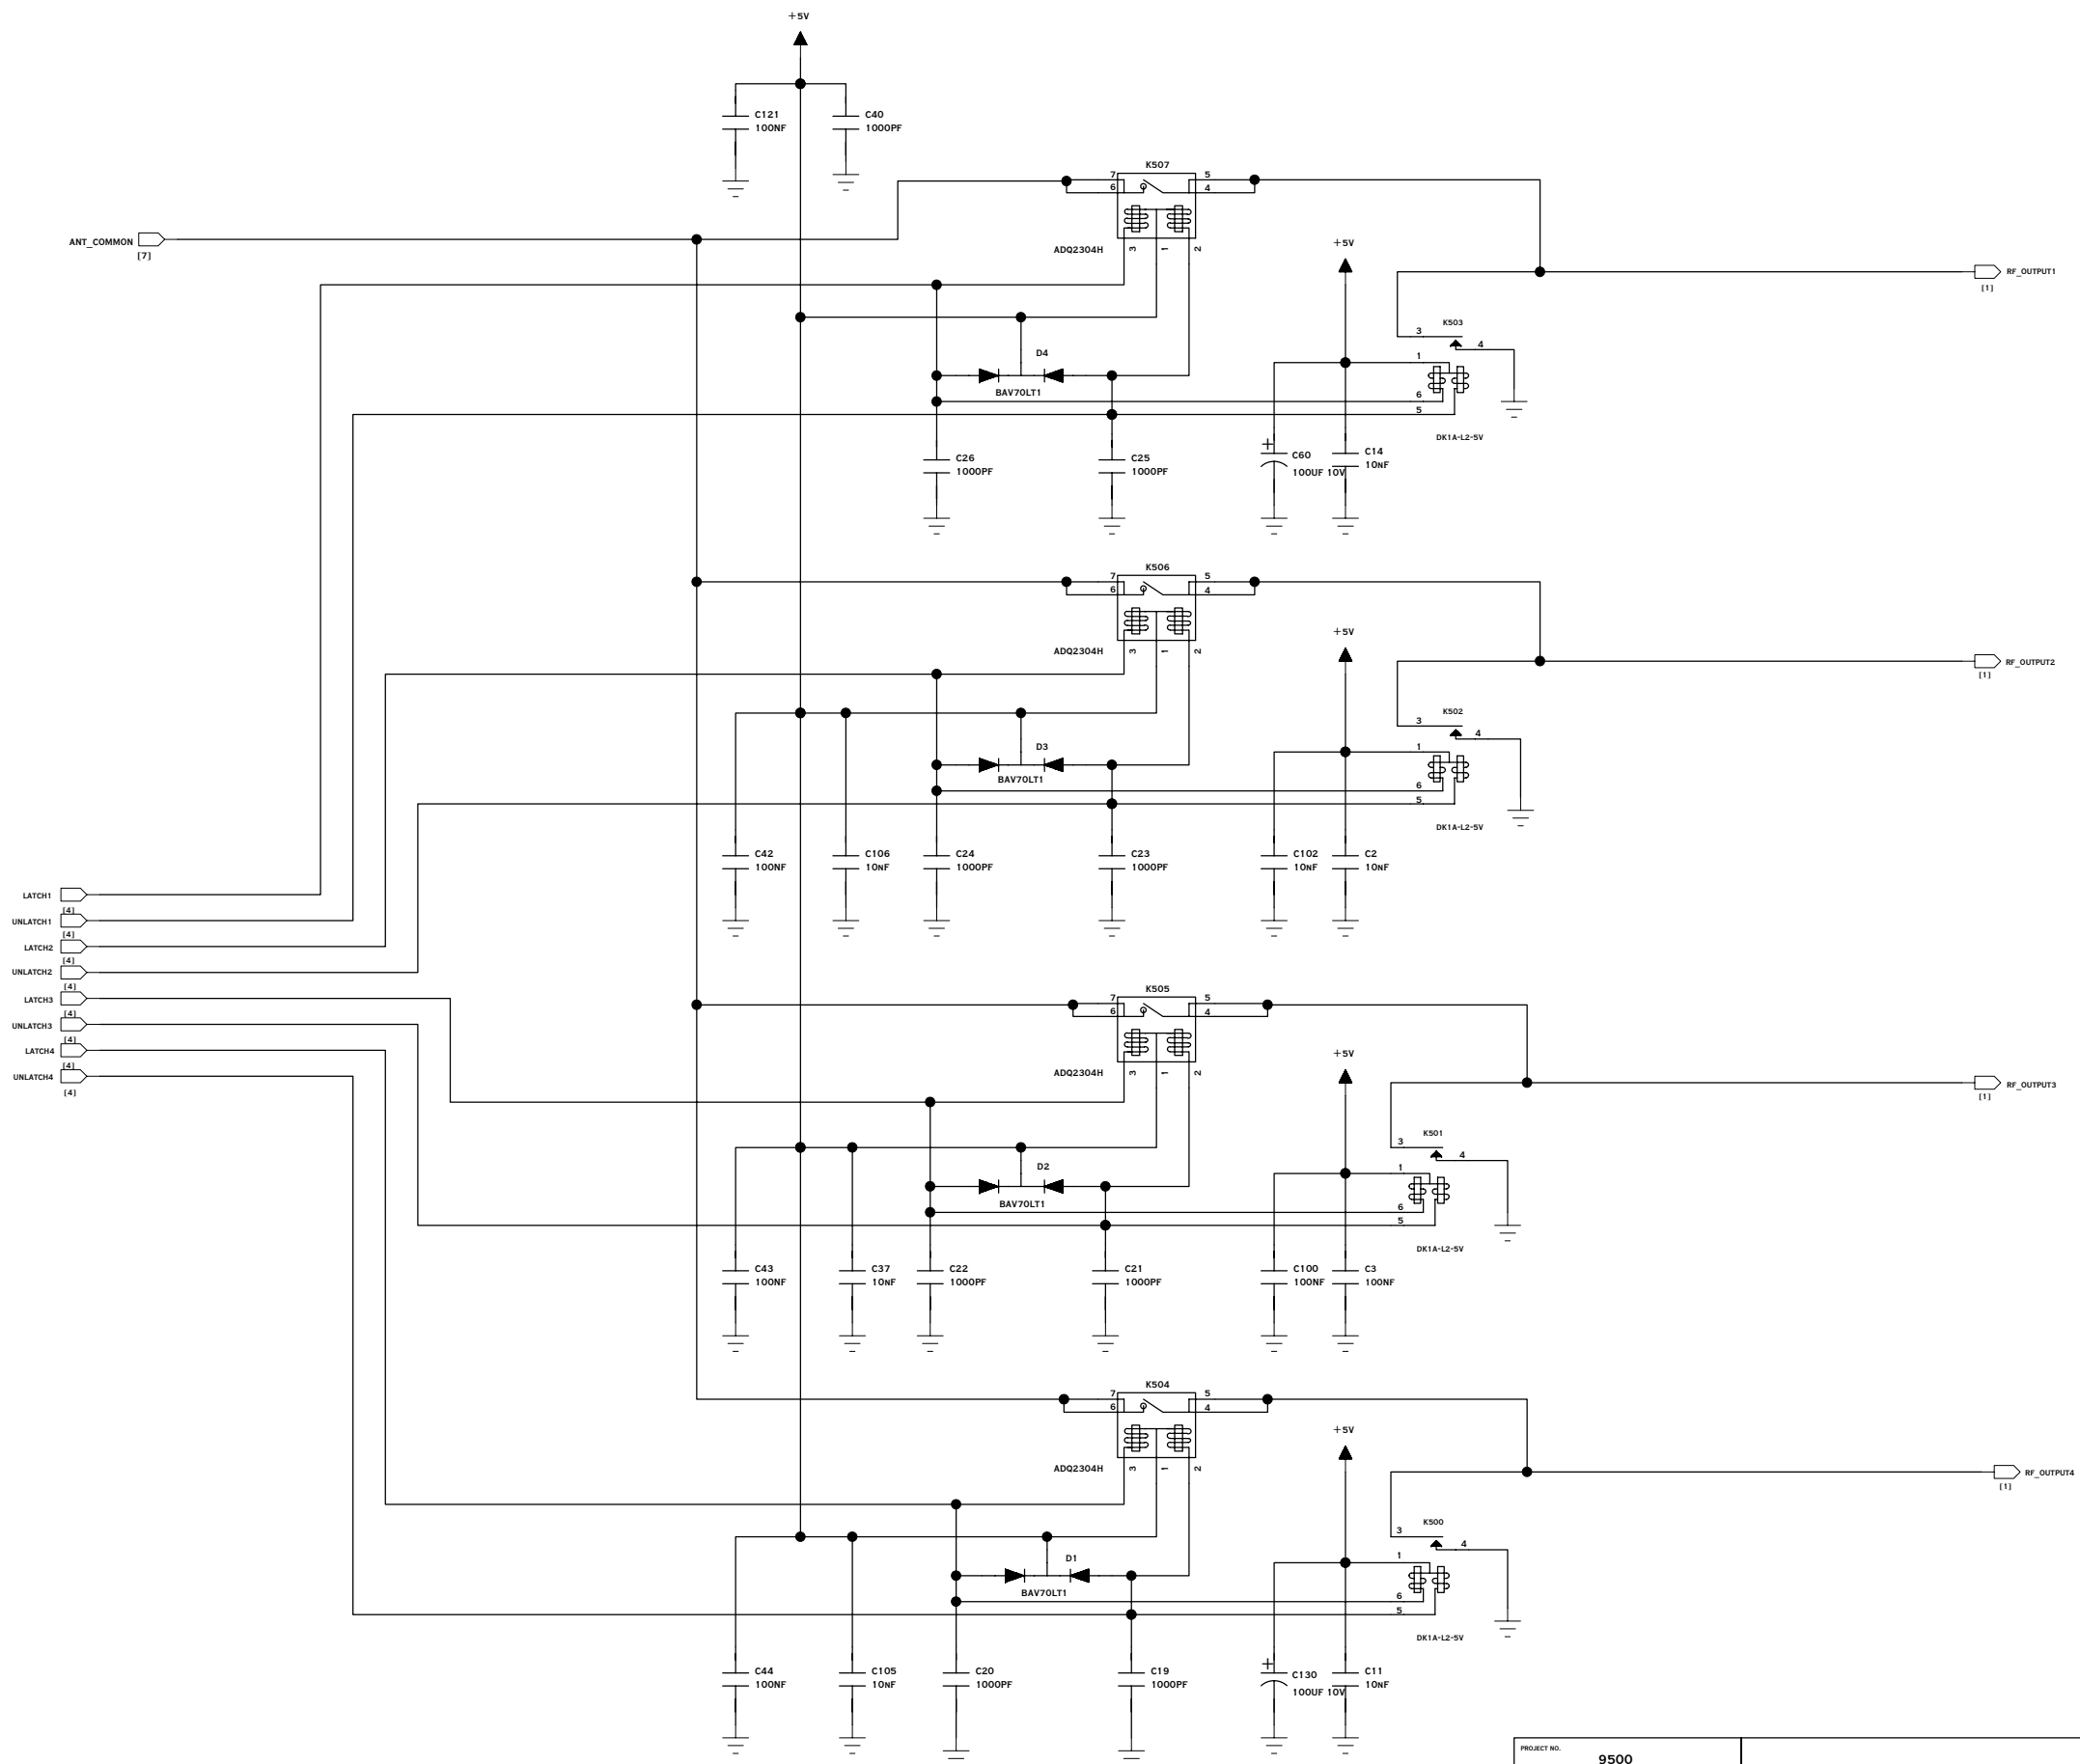 +5V
C121
100NF
C40
1000PF
K507
7
5
6
4
ANT_COMMON
[7]
ADQ2304H
3
1
2
+5V
RF_OUTPUT1
[1]
K503
3
4
D4
1
BAV70LT1
6
5
DK1A-L2-5V
C26
1000PF
C25
1000PF
C60
100UF 10V
C14
10NF
K506
7
5
6
4
ADQ2304H
3
1
2
+5V
RF_OUTPUT2
[1]
K502
3
4
D3
1
BAV70LT1
6
5
DK1A-L2-5V
C42
100NF
C106
10NF
C24
1000PF
C23
1000PF
C102
10NF
C2
10NF
LATCH1
[4]
UNLATCH1
[4]
LATCH2
[4]
UNLATCH2
[4]
LATCH3
[4]
UNLATCH3
[4]
LATCH4
[4]
UNLATCH4
[4]
K505
7
5
6
4
ADQ2304H
3
1
2
+5V
RF_OUTPUT3
[1]
K501
3
4
D2
1
BAV70LT1
6
5
DK1A-L2-5V
C43
100NF
C37
10NF
C22
1000PF
C21
1000PF
C100
100NF
C3
100NF
K504
7
5
6
4
ADQ2304H
3
1
2
+5V
RF_OUTPUT4
[1]
K500
3
4
D1
1
BAV70LT1
6
5
DK1A-L2-5V
C44
100NF
C105
10NF
C20
1000PF
C19
1000PF
C130
100UF 10V
C11
10NF
PROJECT NO.
9500